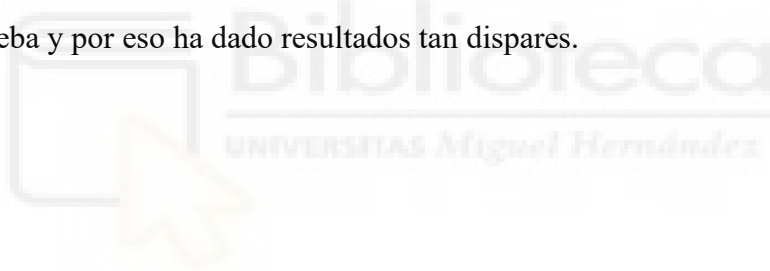 eba y por eso ha dado resultados tan dispares.
Biblioteca
UNIVERSITAS Miguel Hernández